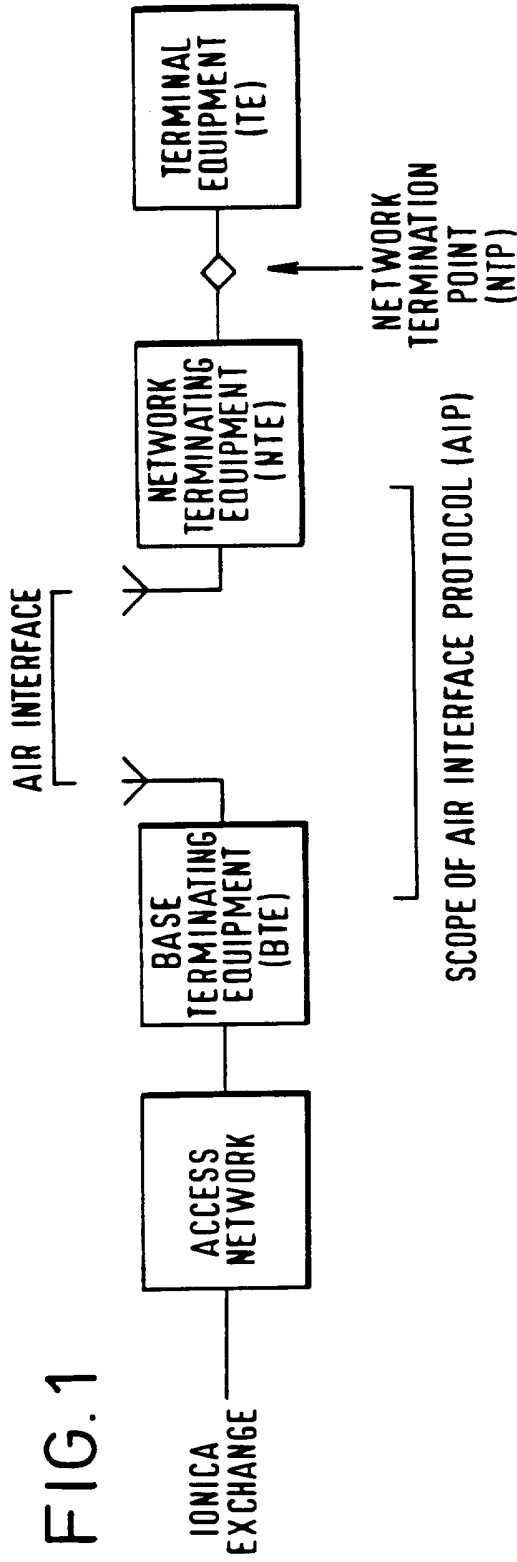 FIG. 1
AIR INTERFACE
IONICA
EXCHANGE
ACCESS
NETWORK
BASE
TERMINATING
EQUIPMENT
(BTE)
NETWORK
TERMINATING
EQUIPMENT
(NTE)
TERMINAL
EQUIPMENT
(TE)
NETWORK
TERMINATION
POINT
(NTP)
SCOPE OF AIR INTERFACE PROTOCOL (AIP)